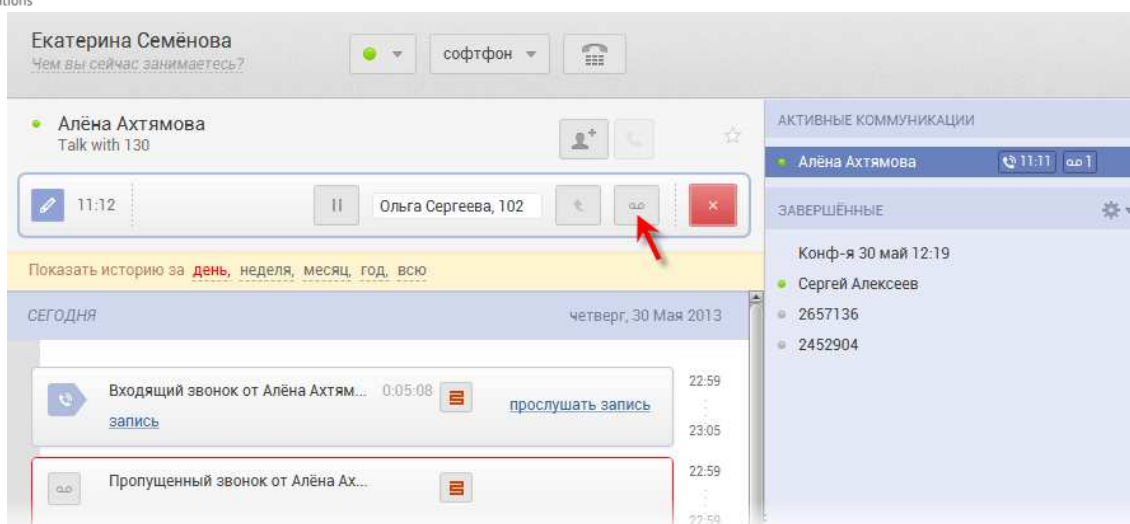 Екатерина Семёнова
Чем вы сейчас занимаетесь?
софтфон
Алёна Ахтямова
Talk with 130
11:12
Ольга Сергеева, 102
Показать историю за день, неделя, месяц, год, всю
СЕГОДНЯ
четверг, 30 Мая 2013
Входящий звонок от Алёна Ахтям...
0:05:08
запись
прослушать запись
22:59
23:05
Пропущенный звонок от Алёна Ах...
22:59
22:59
АКТИВНЫЕ КОММУНИКАЦИИ
Алёна Ахтямова
11:11
1
ЗАВЕРШЁННЫЕ
Конф-я 30 май 12:19
Сергей Алексеев
2657136
2452904